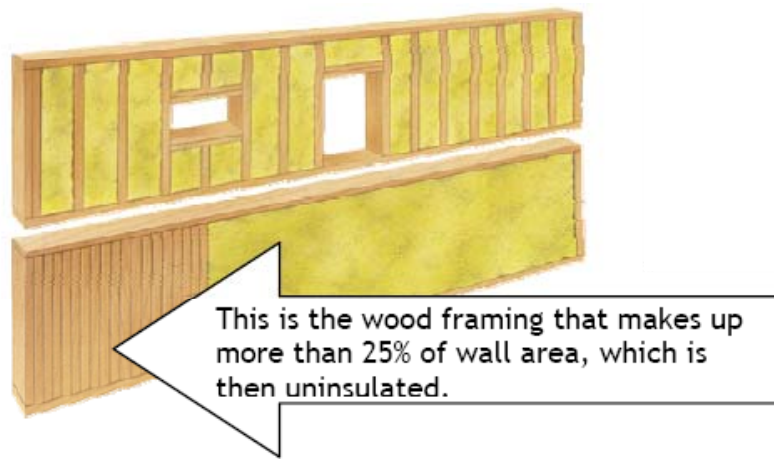 This is the wood framing that makes up
more than 25% of wall area, which is
then uninsulated.